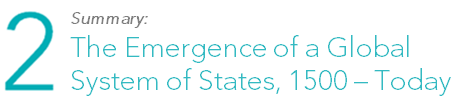 2
Summary:
The Emergence of a Global
System of States, 1500 – Today